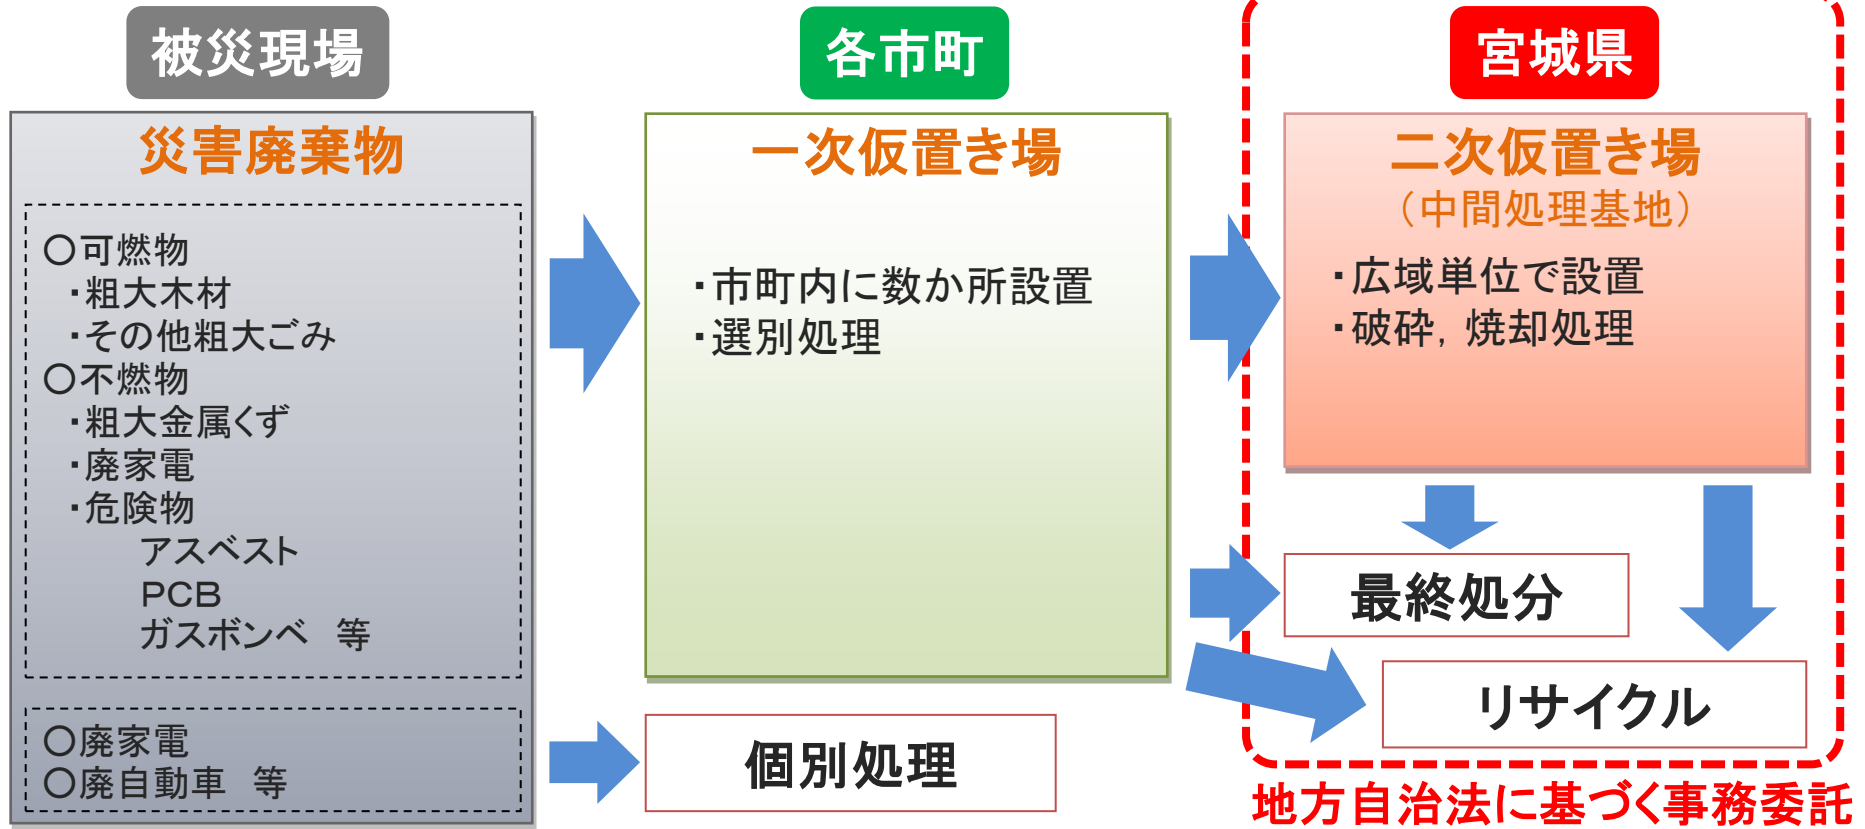 被災現場
災害廃棄物
○可燃物
・粗大木材
・その他粗大ごみ
○不燃物
・粗大金属くず
・廃家電
・危険物
アスベスト
PCB
ガスボンベ　等
○廃家電
○廃自動車　等
各市町
一次仮置き場
・市町内に数か所設置
・選別処理
個別処理
宮城県
二次仮置き場
（中間処理基地）
・広域単位で設置
・破砕，焼却処理
最終処分
リサイクル
地方自治法に基づく事務委託